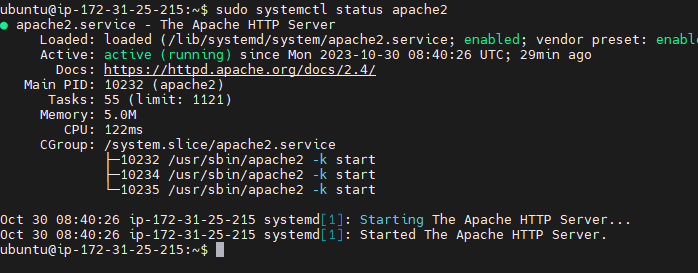 ubuntu@ip-172-31-25-215:~$ sudo systemctl status apache2
● apache2.service - The Apache HTTP Server
     Loaded: loaded (/lib/systemd/system/apache2.service; enabled; vendor preset: enabl
     Active: active (running) since Mon 2023-10-30 08:40:26 UTC; 29min ago
       Docs: https://httpd.apache.org/docs/2.4/
   Main PID: 10232 (apache2)
      Tasks: 55 (limit: 1121)
     Memory: 5.0M
        CPU: 122ms
     CGroup: /system.slice/apache2.service
             ├─10232 /usr/sbin/apache2 -k start
             ├─10234 /usr/sbin/apache2 -k start
             └─10235 /usr/sbin/apache2 -k start

Oct 30 08:40:26 ip-172-31-25-215 systemd[1]: Starting The Apache HTTP Server...
Oct 30 08:40:26 ip-172-31-25-215 systemd[1]: Started The Apache HTTP Server.
ubuntu@ip-172-31-25-215:~$